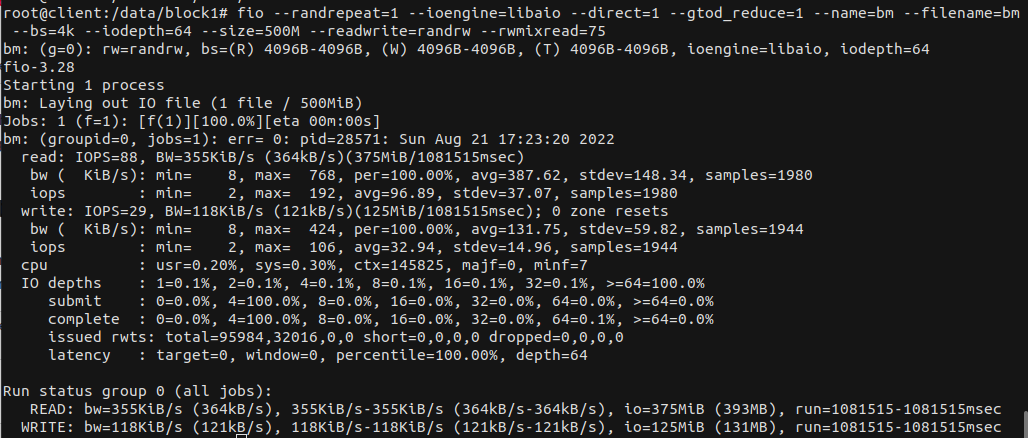 root@client:/data/block1# fio --randrepeat=1 --ioengine=libaio --direct=1 --gtod_reduce=1 --name=bm --filename=bm
--bs=4k --iodepth=64 --size=500M --readwrite=randrw --rwmixread=75
bm: (g=0): rw=randrw, bs=(R) 4096B-4096B, (W) 4096B-4096B, (T) 4096B-4096B, ioengine=libaio, iodepth=64
fio-3.28
Starting 1 process
bm: Laying out IO file (1 file / 500MiB)
Jobs: 1 (f=1): [f(1)][100.0%][eta 00m:00s]
bm: (groupid=0, jobs=1): err= 0: pid=28571: Sun Aug 21 17:23:20 2022
  read: IOPS=88, BW=355KiB/s (364kB/s)(375MiB/1081515msec)
   bw (  KiB/s): min=    8, max=  768, per=100.00%, avg=387.62, stdev=148.34, samples=1980
   iops        : min=    2, max=  192, avg=96.89, stdev=37.07, samples=1980
  write: IOPS=29, BW=118KiB/s (121kB/s)(125MiB/1081515msec); 0 zone resets
   bw (  KiB/s): min=    8, max=  424, per=100.00%, avg=131.75, stdev=59.82, samples=1944
   iops        : min=    2, max=  106, avg=32.94, stdev=14.96, samples=1944
  cpu          : usr=0.20%, sys=0.30%, ctx=145825, majf=0, minf=7
  IO depths    : 1=0.1%, 2=0.1%, 4=0.1%, 8=0.1%, 16=0.1%, 32=0.1%, >=64=100.0%
     submit    : 0=0.0%, 4=100.0%, 8=0.0%, 16=0.0%, 32=0.0%, 64=0.0%, >=64=0.0%
     complete  : 0=0.0%, 4=100.0%, 8=0.0%, 16=0.0%, 32=0.0%, 64=0.1%, >=64=0.0%
     issued rwts: total=95984,32016,0,0 short=0,0,0,0 dropped=0,0,0,0
     latency   : target=0, window=0, percentile=100.00%, depth=64
Run status group 0 (all jobs):
   READ: bw=355KiB/s (364kB/s), 355KiB/s-355KiB/s (364kB/s-364kB/s), io=375MiB (393MB), run=1081515-1081515msec
  WRITE: bw=118KiB/s (121kB/s), 118KiB/s-118KiB/s (121kB/s-121kB/s), io=125MiB (131MB), run=1081515-1081515msec